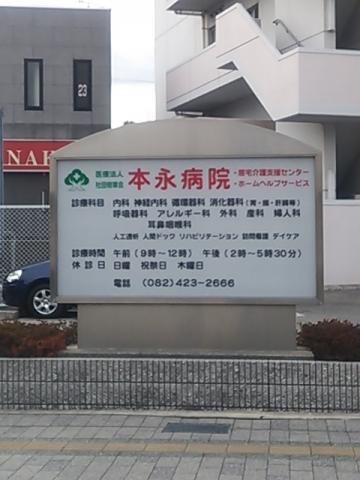 23
NAK
医療法人
社団樹章会
本永病院
・居宅介護支援センター
・ホームヘルプサービス
診療科目 内科 神経内科 循環器科 消化器科(胃・腸・肝臓等)
呼吸器科 アレルギー科 外科 産科 婦人科
耳鼻咽喉科
人工透析 人間ドック リハビリテーション 訪問看護 デイケア
診療時間 午前(9時〜12時) 午後(2時〜5時30分)
休診日 日曜 祝祭日 木曜日
電話 (082)423-2666